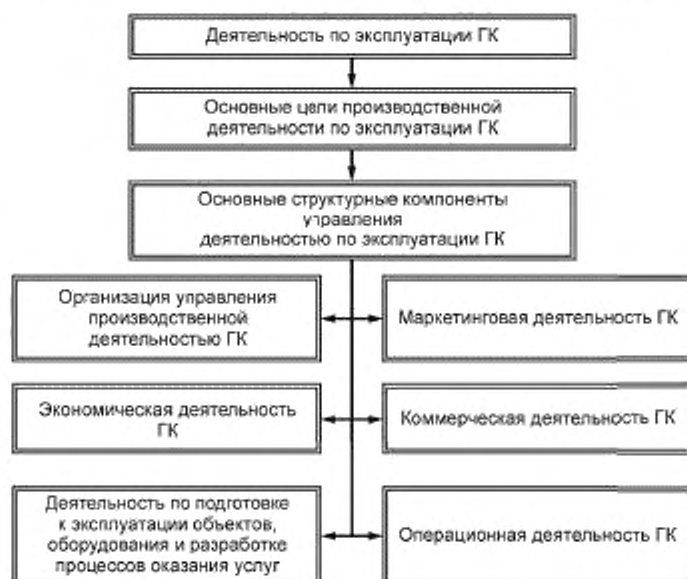 Деятельность по эксплуатации ГК
Основные цели производственной
деятельности по эксплуатации ГК
Основные структурные компоненты
управления
деятельностью по эксплуатации ГК
Организация управления
производственной
деятельностью ГК
Маркетинговая деятельность ГК
Экономическая деятельность
ГК
Коммерческая деятельность ГК
Деятельность по подготовке
к эксплуатации объектов,
оборудования и разработке
процессов оказания услуг
Операционная деятельность ГК